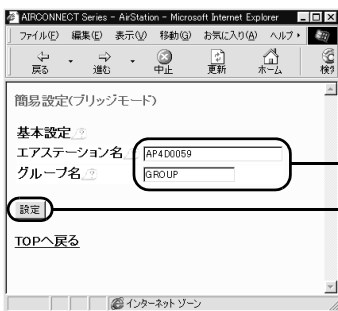 AIRCONNECT Series - AirStation - Microsoft Internet Explorer
ファイル(F) 編集(E) 表示(V) 移動(G) お気に入り(A) ヘルプ
戻る 進む 中止 更新 ホーム 検索
簡易設定(ブリッジモード)
基本設定
エアステーション名 AP4D0059
グループ名 GROUP
設定
TOPへ戻る
インターネット ゾーン